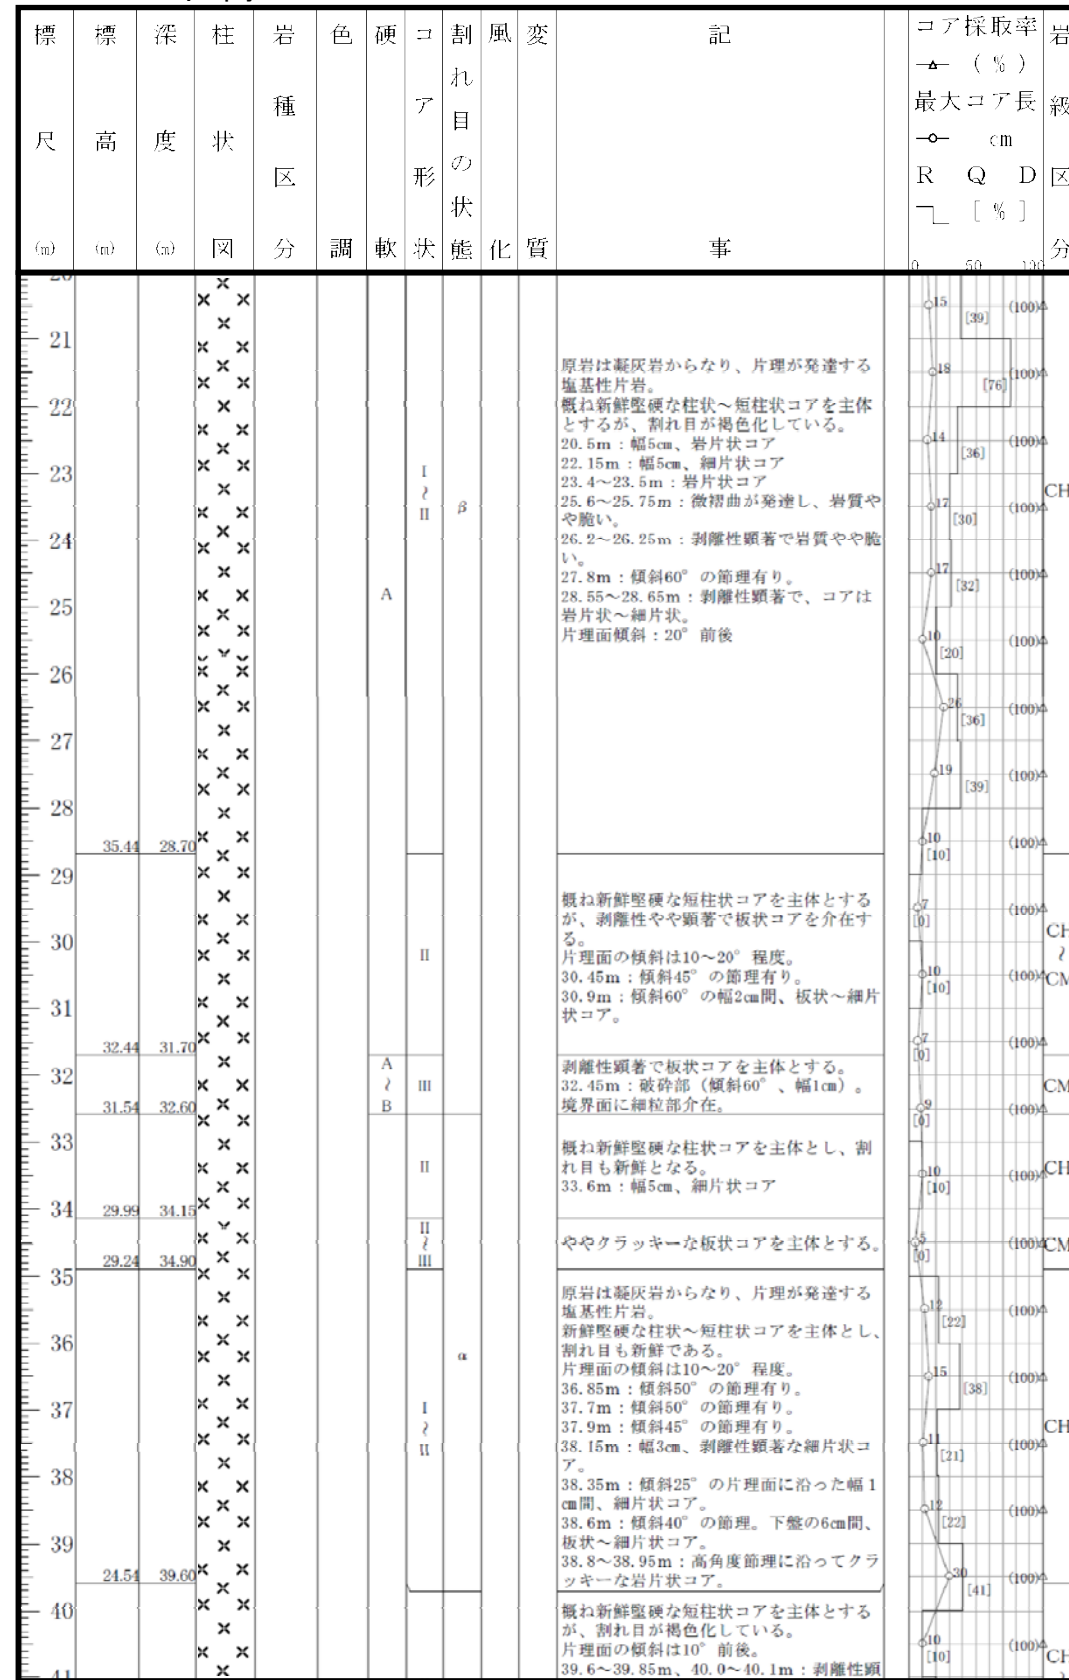 標尺(m)
標高(m)
深度(m)
柱状図
岩種区分
色調
硬軟
コア形状
割れ目の状態
風化
変質
記事
コア採取率
(%)
最大コア長
cm
RQD
[%]
0 50 100
岩級区分
21
22
23
24
25
26
27
28
29
30
31
32
33
34
35
36
37
38
39
40
41
35.44 28.70
32.44 31.70
31.54 32.60
29.99 34.15
29.24 34.90
24.54 39.60
A
A
~
B
I
~
II
II
III
II
II
~
III
I
~
II
β
α
原岩は凝灰岩からなり、片理が発達する
塩基性片岩。
概ね新鮮堅硬な柱状～短柱状コアを主体
とするが、割れ目が褐色化している。
20.5m：幅5㎝、岩片状コア
22.15m：幅5㎝、細片状コア
23.4～23.5m：岩片状コア
25.6～25.75m：微褶曲が発達し、岩質や
や脆い。
26.2～26.25m：剥離性顕著で岩質やや脆
い。
27.8m：傾斜60°の節理有り。
28.55～28.65m：剥離性顕著で、コアは
岩片状～細片状。
片理面傾斜：20°前後
概ね新鮮堅硬な短柱状コアを主体とする
が、剥離性やや顕著で板状コアを介在す
る。
片理面の傾斜は10～20°程度。
30.45m：傾斜45°の節理有り。
30.9m：傾斜60°の幅2㎝間、板状～細片
状コア。
剥離性顕著で板状コアを主体とする。
32.45m：破砕部（傾斜60°、幅1㎝）。
境界面に細粒部介在。
概ね新鮮堅硬な柱状コアを主体とし、割
れ目も新鮮となる。
33.6m：幅5㎝、細片状コア
ややクラッキーな板状コアを主体とする。
原岩は凝灰岩からなり、片理が発達する
塩基性片岩。
新鮮堅硬な柱状～短柱状コアを主体とし、
割れ目も新鮮である。
片理面の傾斜は10～20°程度。
36.85m：傾斜50°の節理有り。
37.7m：傾斜50°の節理有り。
37.9m：傾斜45°の節理有り。
38.15m：幅3㎝、剥離性顕著な細片状コ
ア。
38.35m：傾斜25°の片理面に沿った幅1
㎝間、細片状コア。
38.6m：傾斜40°の節理。下盤の6㎝間、
板状～細片状コア。
38.8～38.95m：高角度節理に沿ってクラ
ッキーな岩片状コア。
概ね新鮮堅硬な短柱状コアを主体とする
が、割れ目が褐色化している。
片理面の傾斜は10°前後。
39.6～39.85m、40.0～40.1m：剥離性顕
15 [39] (100)
18 [76] (100)
14 [36] (100)
17 [30] (100)
17 [32] (100)
10 [20] (100)
26 [36] (100)
19 [39] (100)
10 [10] (100)
7 [0] (100)
10 [10] (100)
7 [0] (100)
9 [0] (100)
10 [10] (100)
5 [0] (100)
12 [22] (100)
15 [38] (100)
11 [21] (100)
12 [22] (100)
30 [41] (100)
10 [10] (100)
CH
CH
~
CM
CM
CH
CM
CH
CH